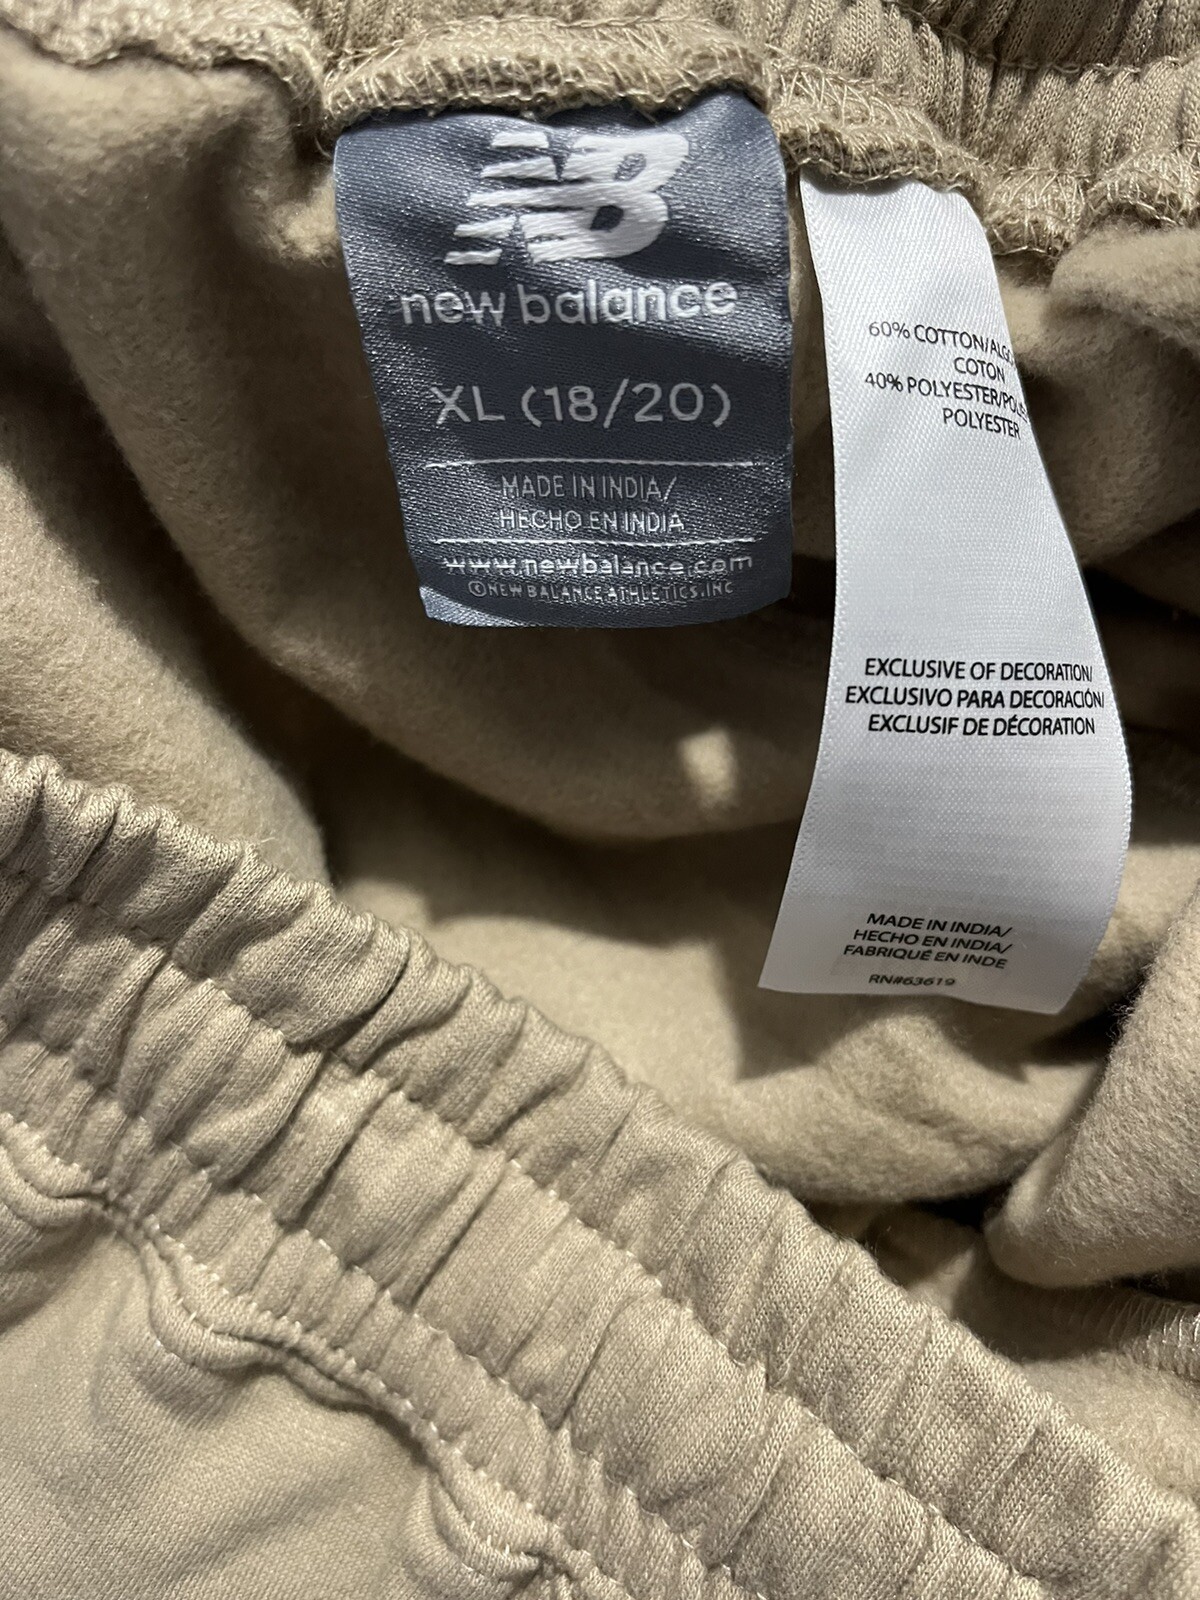 NB
new balance
XL (18/20)
MADE IN INDIA/
HECHO EN INDIA
www.newbalance.com
©NEW BALANCE ATHLETICS, INC
60% COTTON/
COTON
40% POLYESTER/
POLYESTER
EXCLUSIVE OF DECORATION/
EXCLUSIVO PARA DECORACIÓN/
EXCLUSIF DE DÉCORATION
MADE IN INDIA/
HECHO EN INDIA/
FABRIQUÉ EN INDE
RN#63619